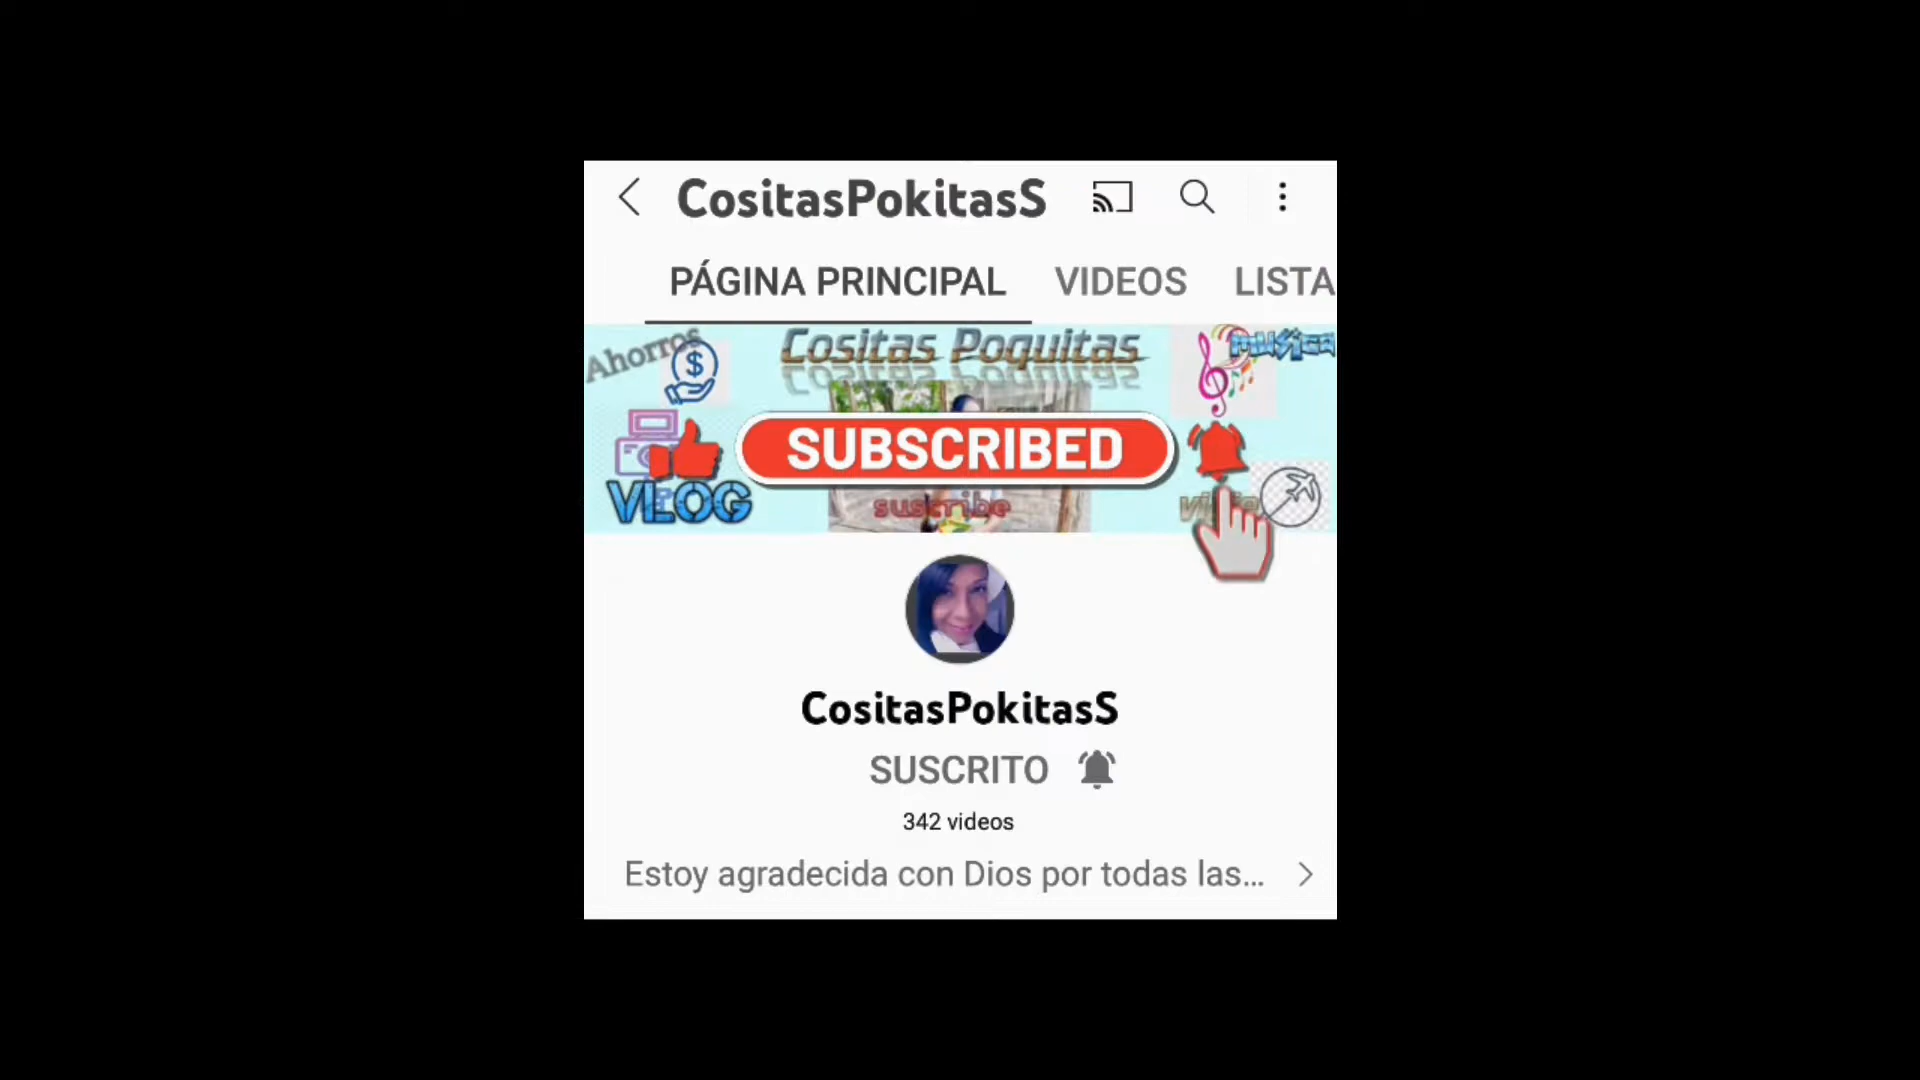 CositasPokitasS
PÁGINA PRINCIPAL VIDEOS LISTA
Ahorros
$
Cositas Poquitas
musica
SUBSCRIBED
VLOG
suscribe
CositasPokitasS
SUSCRITO
342 videos
Estoy agradecida con Dios por todas las...